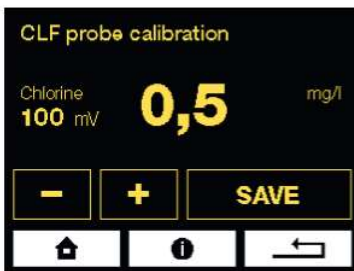 CLF probe calibration
Chlorine
100 mV 0,5 mg/l
− + SAVE